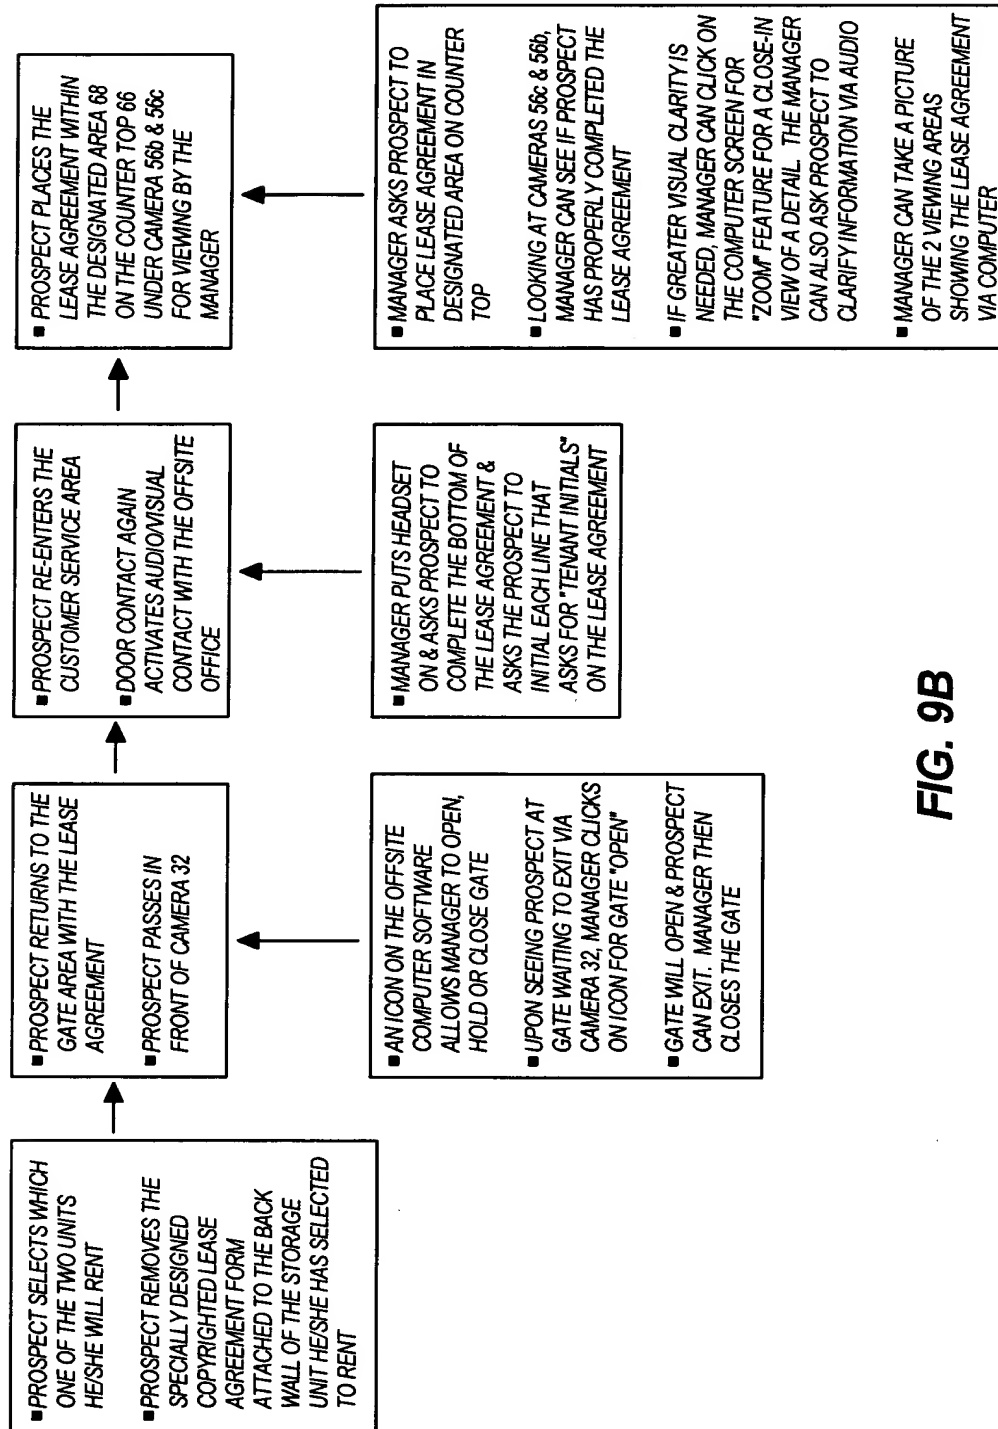 ■ PROSPECT SELECTS WHICH
ONE OF THE TWO UNITS
HE/SHE WILL RENT
■ PROSPECT REMOVES THE
SPECIALLY DESIGNED
COPYRIGHTED LEASE
AGREEMENT FORM
ATTACHED TO THE BACK
WALL OF THE STORAGE
UNIT HE/SHE HAS SELECTED
TO RENT
■ PROSPECT RETURNS TO THE
GATE AREA WITH THE LEASE
AGREEMENT
■ PROSPECT PASSES IN
FRONT OF CAMERA 32
■ AN ICON ON THE OFFSITE
COMPUTER SOFTWARE
ALLOWS MANAGER TO OPEN,
HOLD OR CLOSE GATE
■ UPON SEEING PROSPECT AT
GATE WAITING TO EXIT VIA
CAMERA 32, MANAGER CLICKS
ON ICON FOR GATE "OPEN"
■ GATE WILL OPEN & PROSPECT
CAN EXIT. MANAGER THEN
CLOSES THE GATE
■ PROSPECT RE-ENTERS THE
CUSTOMER SERVICE AREA
■ DOOR CONTACT AGAIN
ACTIVATES AUDIO/VISUAL
CONTACT WITH THE OFFSITE
OFFICE
■ MANAGER PUTS HEADSET
ON & ASKS PROSPECT TO
COMPLETE THE BOTTOM OF
THE LEASE AGREEMENT &
ASKS THE PROSPECT TO
INITIAL EACH LINE THAT
ASKS FOR "TENANT INITIALS"
ON THE LEASE AGREEMENT
■ PROSPECT PLACES THE
LEASE AGREEMENT WITHIN
THE DESIGNATED AREA 68
ON THE COUNTER TOP 66
UNDER CAMERA 56b & 56c
FOR VIEWING BY THE
MANAGER
■ MANAGER ASKS PROSPECT TO
PLACE LEASE AGREEMENT IN
DESIGNATED AREA ON COUNTER
TOP
■ LOOKING AT CAMERAS 56c & 56b,
MANAGER CAN SEE IF PROSPECT
HAS PROPERLY COMPLETED THE
LEASE AGREEMENT
■ IF GREATER VISUAL CLARITY IS
NEEDED, MANAGER CAN CLICK ON
THE COMPUTER SCREEN FOR
"ZOOM" FEATURE FOR A CLOSE-IN
VIEW OF A DETAIL. THE MANAGER
CAN ALSO ASK PROSPECT TO
CLARIFY INFORMATION VIA AUDIO
■ MANAGER CAN TAKE A PICTURE
OF THE 2 VIEWING AREAS
SHOWING THE LEASE AGREEMENT
VIA COMPUTER
FIG. 9B